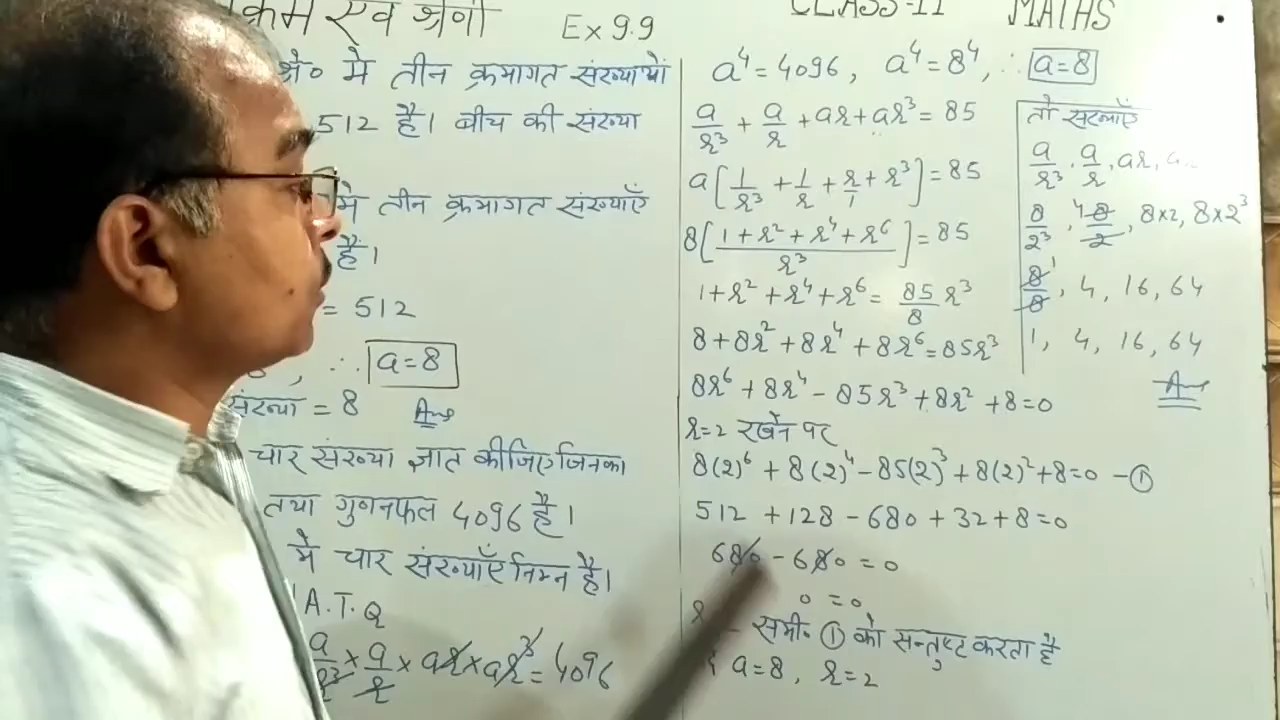 एवं श्रेणी Ex 9.9 CLASS-11 MATHS
श्रे० मे तीन क्रमागत संख्यायों
512 है। बीच की संख्या
मे तीन क्रमागत संख्याएँ
है।
= 512
∴ a=8
संख्या = 8 Ans
चार संख्या ज्ञात कीजिए जिनका
तथा गुणनफल 4096 है।
मे चार संख्याएँ निम्न है।
A.T.Q
a/r³ × a/r × ar × ar³ = 4096
a⁴ = 4096, a⁴ = 8⁴, ∴ a=8
a/r³ + a/r + ar + ar³ = 85
a[1/r³ + 1/r + r/1 + r³] = 85
8[(1 + r² + r⁴ + r⁶)/r³] = 85
1 + r² + r⁴ + r⁶ = 85/8 r³
8 + 8r² + 8r⁴ + 8r⁶ = 85r³
8r⁶ + 8r⁴ - 85r³ + 8r² + 8 = 0
r=2 रखने पर
8(2)⁶ + 8(2)⁴ - 85(2)³ + 8(2)² + 8 = 0 - ①
512 + 128 - 680 + 32 + 8 = 0
680 - 680 = 0
0 = 0
समी० ① को सन्तुष्ट करता है
a=8, r=2
तो संख्याएँ
a/r³, a/r, ar, a
8/2³, 4 8/2, 8×2, 8×2³
8/8 1, 4, 16, 64
1, 4, 16, 64
Ans